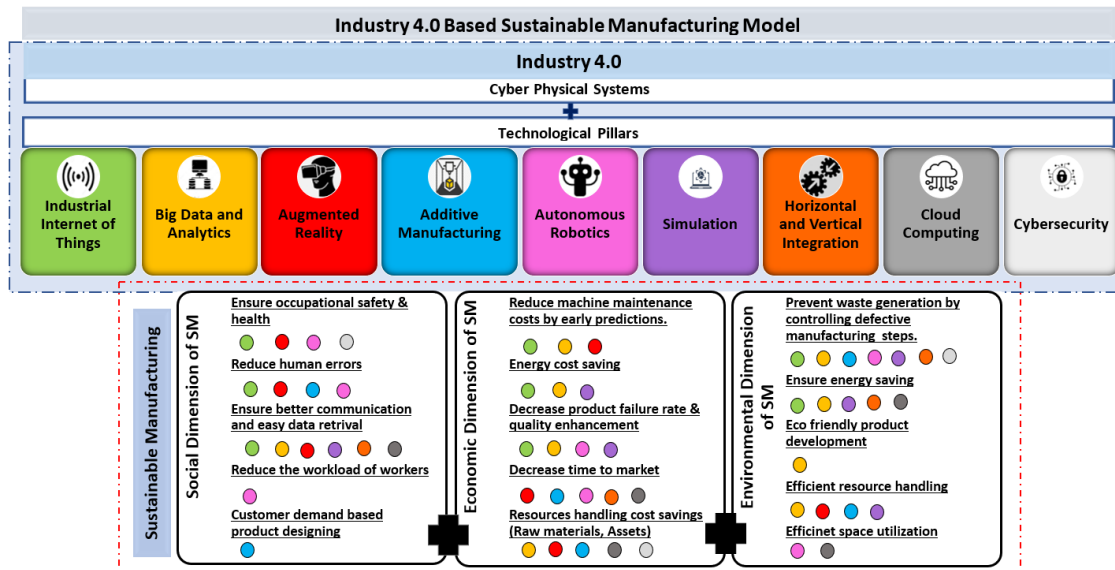 Industry 4.0 Based Sustainable Manufacturing Model
Industry 4.0
Cyber Physical Systems
Technological Pillars
Industrial
Internet of
Things
Big Data and
Analytics
Augmented
Reality
Additive
Manufacturing
Autonomous
Robotics
Simulation
Horizontal
and Vertical
Integration
Cloud
Computing
Cybersecurity
Sustainable Manufacturing
Social Dimension of SM
Ensure occupational safety &
health
Reduce human errors
Ensure better communication
and easy data retrival
Reduce the workload of workers
Customer demand based
product designing
Economic Dimension of SM
Reduce machine maintenance
costs by early predictions.
Energy cost saving
Decrease product failure rate &
quality enhancement
Decrease time to market
Resources handling cost savings
(Raw materials, Assets)
Environmental Dimension
of SM
Prevent waste generation by
controlling defective
manufacturing steps.
Ensure energy saving
Eco friendly product
development
Efficient resource handling
Efficinet space utilization